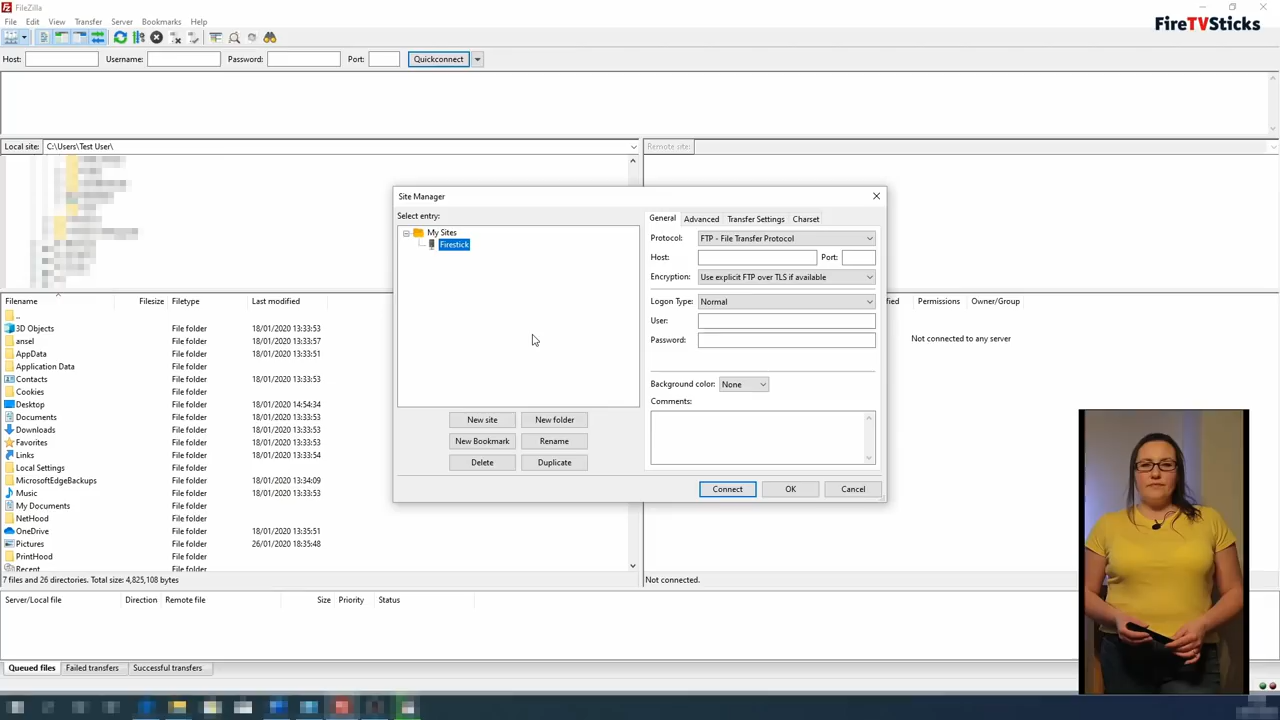 FileZilla
File Edit View Transfer Server Bookmarks Help
FireTVSticks
Host: Username: Password: Port: Quickconnect
Local site: C:\Users\Test User\
Remote site:
Site Manager
Select entry:
My Sites
Firestick
New site New folder
New Bookmark Rename
Delete Duplicate
General Advanced Transfer Settings Charset
Protocol: FTP - File Transfer Protocol
Host: Port:
Encryption: Use explicit FTP over TLS if available
Logon Type: Normal
User:
Password:
Background color: None
Comments:
Connect OK Cancel
Filename Filesize Filetype Last modified
..
3D Objects File folder 18/01/2020 13:33:53
ansel File folder 18/01/2020 13:33:57
AppData File folder 18/01/2020 13:33:51
Application Data File folder
Contacts File folder 18/01/2020 13:33:53
Cookies File folder
Desktop File folder 18/01/2020 14:54:34
Documents File folder 18/01/2020 13:33:53
Downloads File folder 18/01/2020 13:33:53
Favorites File folder 18/01/2020 13:33:53
Links File folder 18/01/2020 13:33:54
Local Settings File folder
MicrosoftEdgeBackups File folder 18/01/2020 13:34:09
Music File folder 18/01/2020 13:33:53
My Documents File folder
NetHood File folder
OneDrive File folder 18/01/2020 13:35:51
Pictures File folder 26/01/2020 18:35:48
PrintHood File folder
Recent File folder
7 files and 26 directories. Total size: 4,825,108 bytes
ified Permissions Owner/Group
Not connected to any server
Not connected.
Server/Local file Direction Remote file Size Priority Status
Queued files Failed transfers Successful transfers